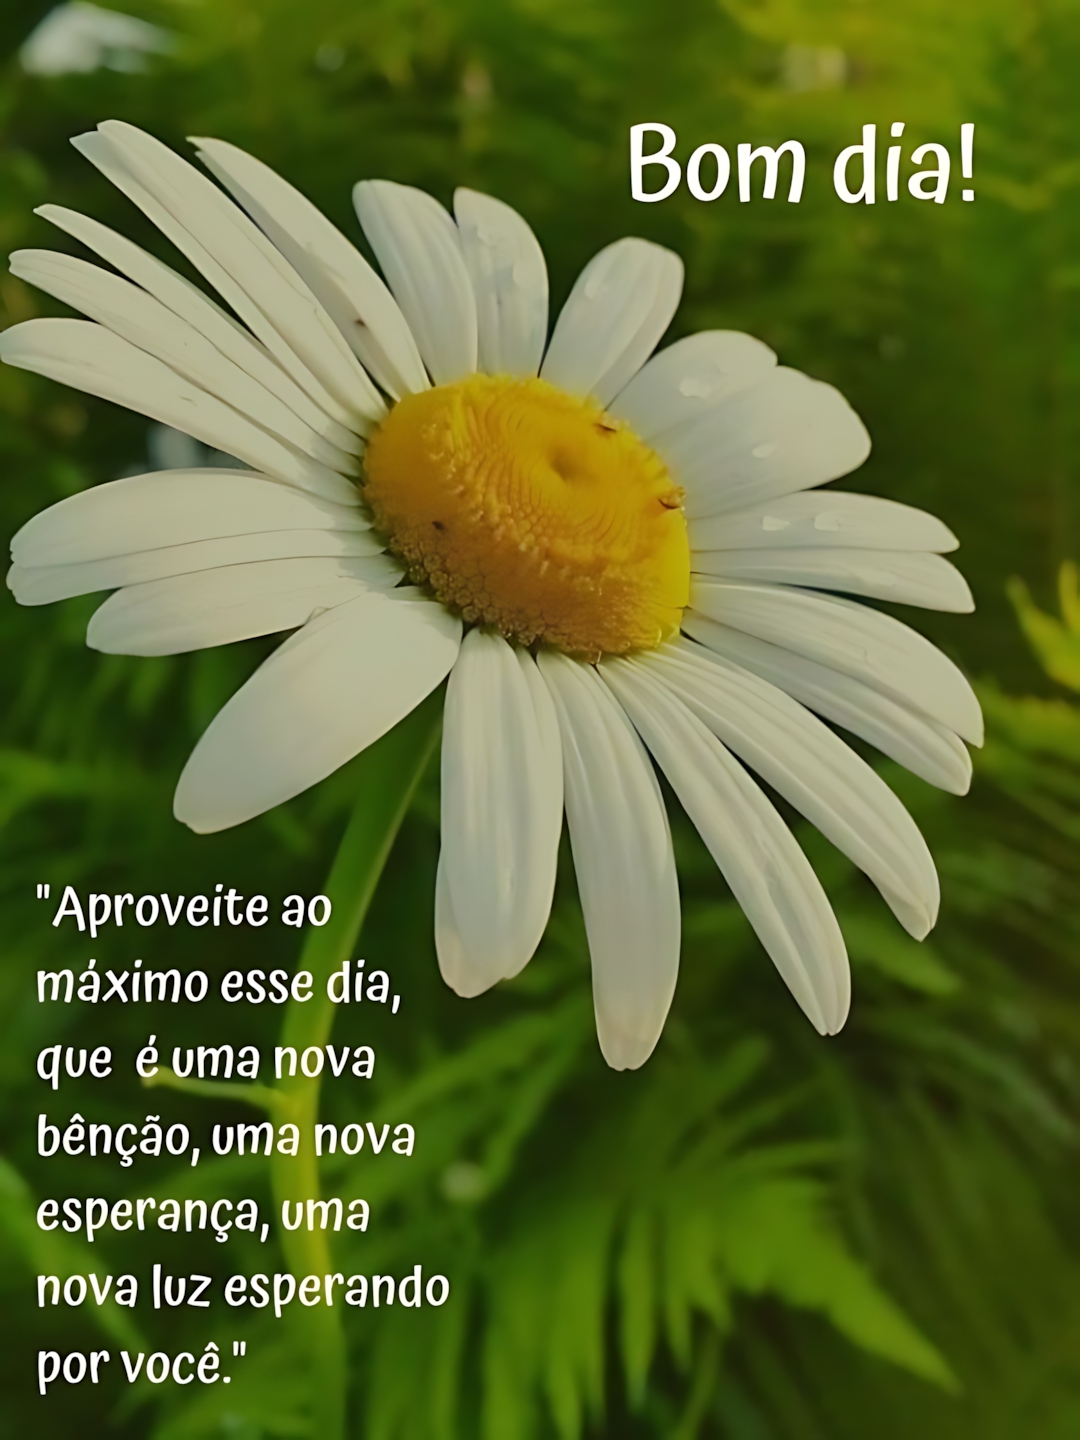 Bom dia!
"Aproveite ao
máximo esse dia,
que é uma nova
bênção, uma nova
esperança, uma
nova luz esperando
por você."